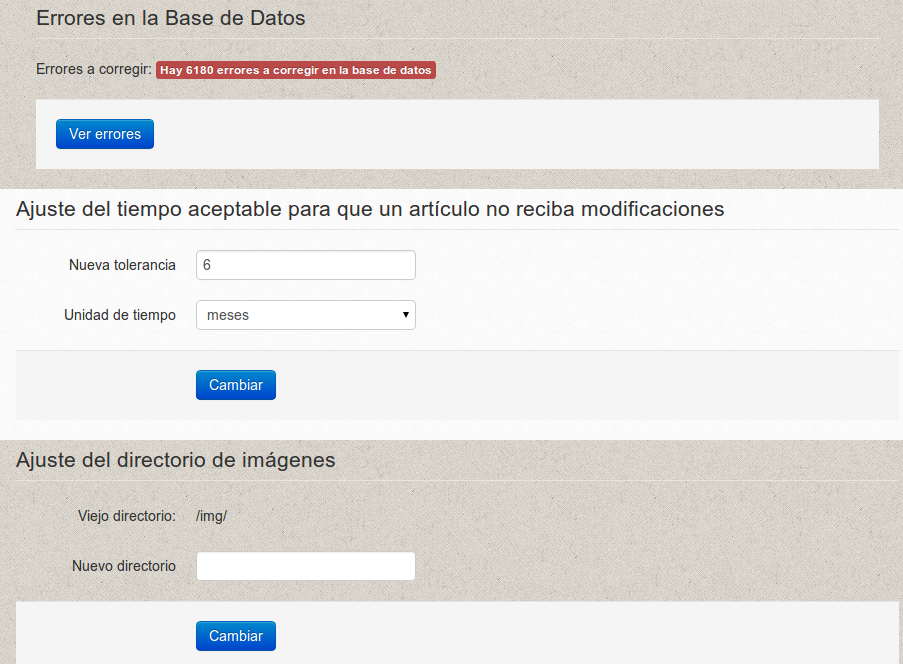 Errores en la Base de Datos
Errores a corregir: Hay 6180 errores a corregir en la base de datos
Ver errores
Ajuste del tiempo aceptable para que un artículo no reciba modificaciones
Nueva tolerancia 6
Unidad de tiempo meses
Cambiar
Ajuste del directorio de imágenes
Viejo directorio: /img/
Nuevo directorio
Cambiar